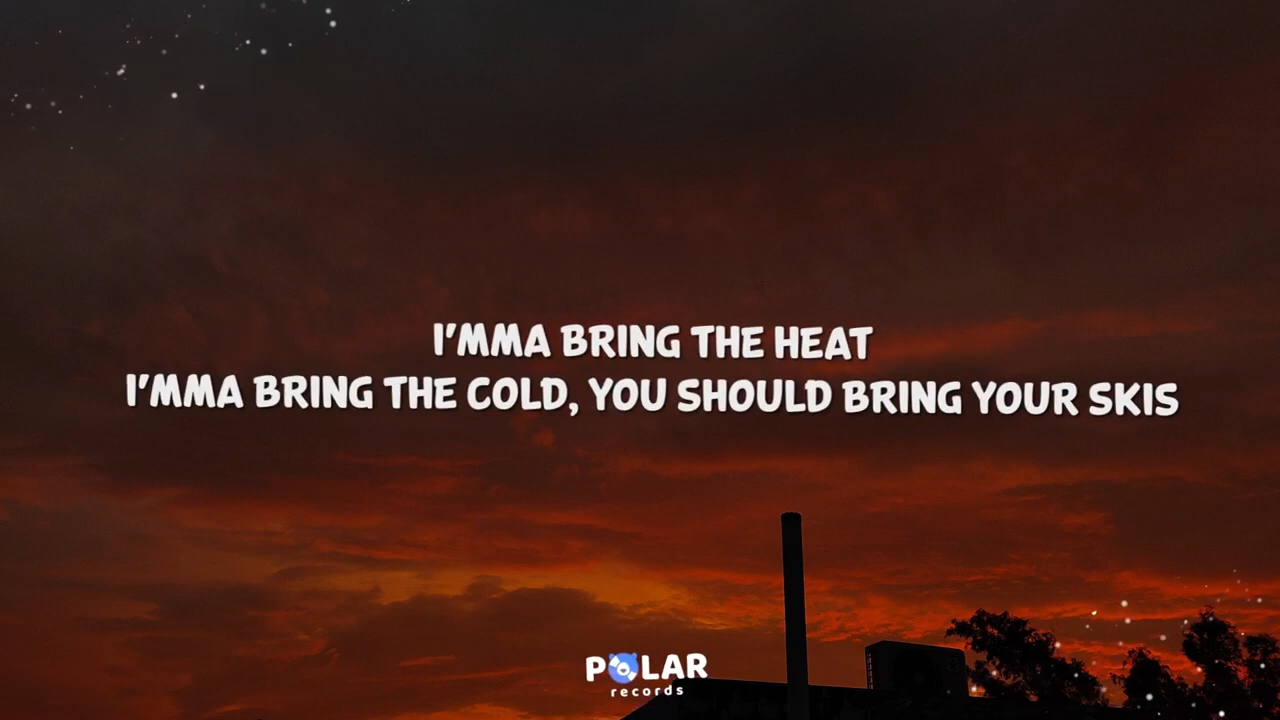 I'MMA BRING THE HEAT
I'MMA BRING THE COLD, YOU SHOULD BRING YOUR SKIS
POLAR
records